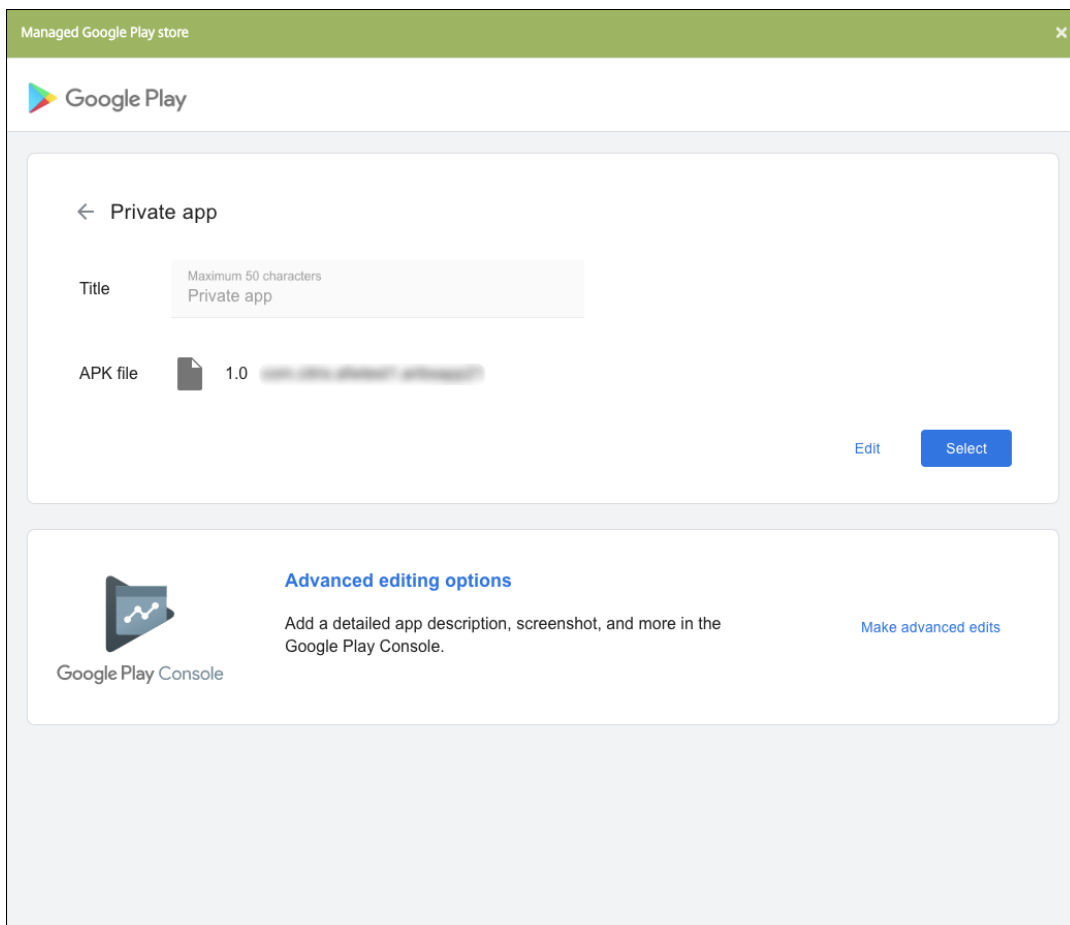 Managed Google Play store ×
Google Play
Private app
Title
Maximum 50 characters
Private app
APK file 1.0
Edit Select
Advanced editing options
Add a detailed app description, screenshot, and more in the
Google Play Console.
Make advanced edits
Google Play Console